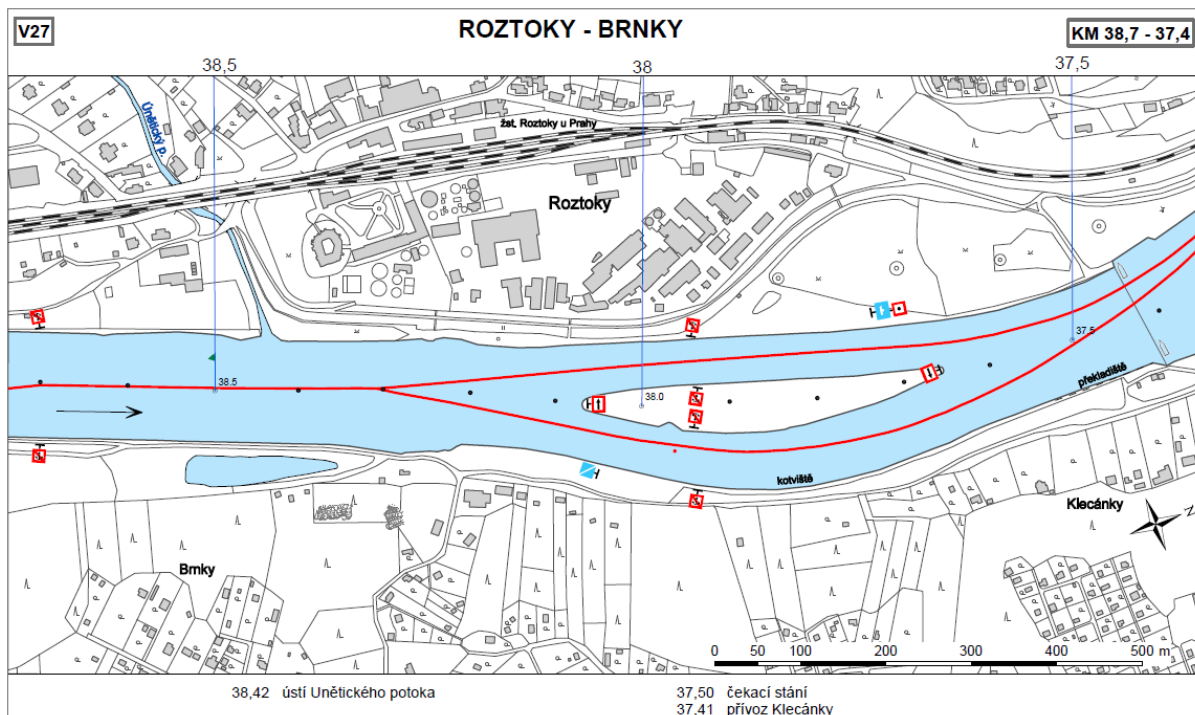 V27
ROZTOKY - BRNKY
KM 38,7 - 37,4
38,5
38
37,5
Únětický p.
žst. Roztoky u Prahy
Roztoky
37.5
38.5
38.0
překladiště
kotviště
Klecánky
Brnky
0 50 100 200 300 400 500 m
38,42 ústí Unětického potoka
37,50 čekací stání
37,41 přívoz Klecánky